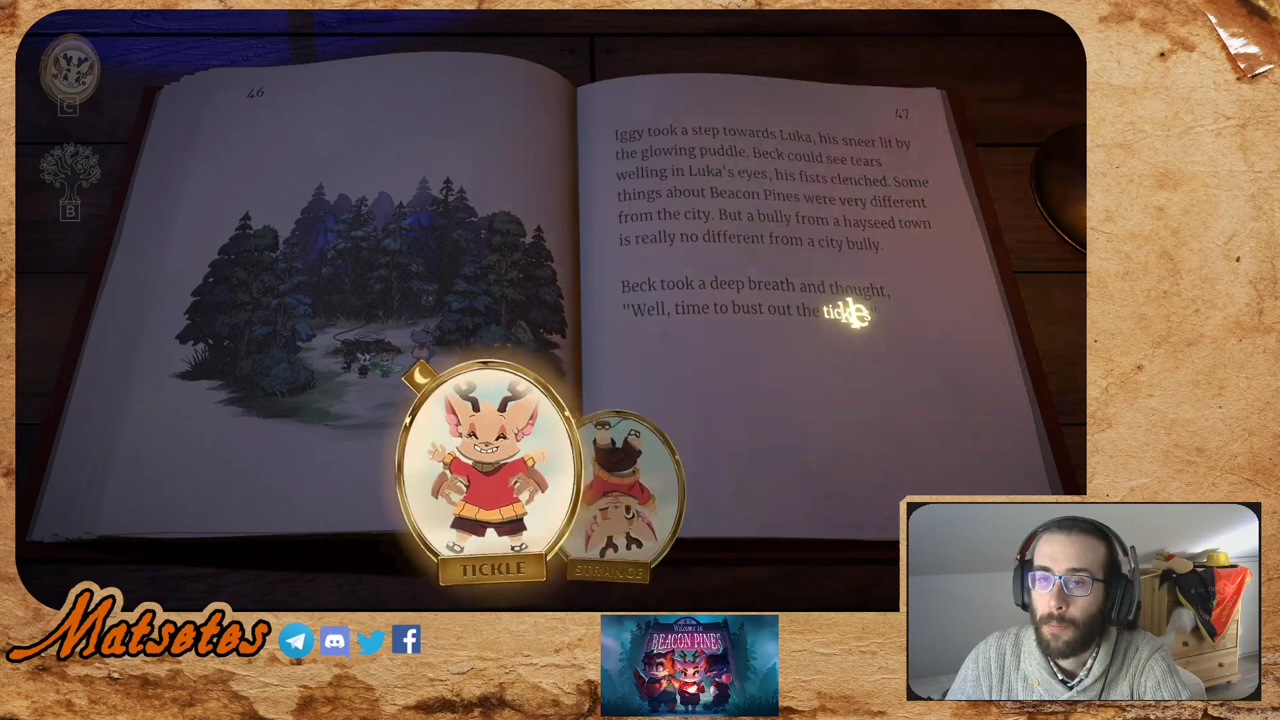 46
47
C
B
Iggy took a step towards Luka, his sneer lit by
the glowing puddle. Beck could see tears
welling in Luka's eyes, his fists clenched. Some
things about Beacon Pines were very different
from the city. But a bully from a hayseed town
is really no different from a city bully.
Beck took a deep breath and thought,
"Well, time to bust out the tickles"
TICKLE
STRANGE
Matsetes
Welcome to
BEACON PINES